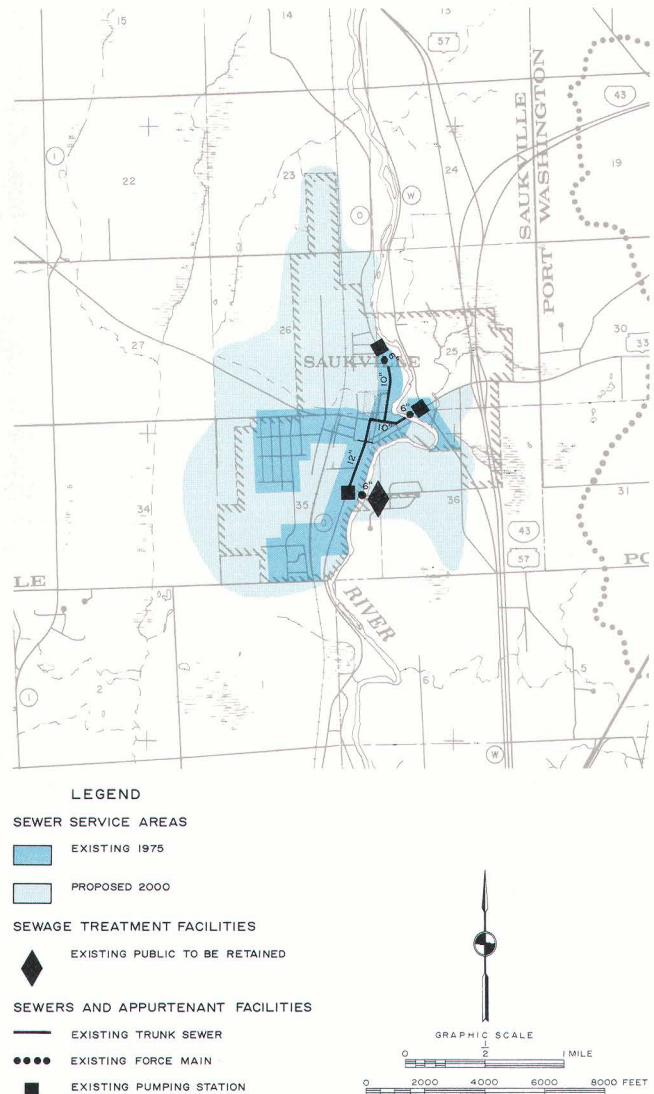 15
14
13
57
43
SAUKVILLE
PORT WASHINGTON
I
22
23
24
19
W
O
27
26
SAUKVILLE
25
30
33
6"
10"
6"
10"
12"
6"
34
35
36
31
O
43
57
LE
PO
RIVER
I
2
I
6
5
W
LEGEND
SEWER SERVICE AREAS
EXISTING 1975
PROPOSED 2000
SEWAGE TREATMENT FACILITIES
EXISTING PUBLIC TO BE RETAINED
SEWERS AND APPURTENANT FACILITIES
EXISTING TRUNK SEWER
EXISTING FORCE MAIN
EXISTING PUMPING STATION
GRAPHIC SCALE
0 1/2 1 MILE
0 2000 4000 6000 8000 FEET